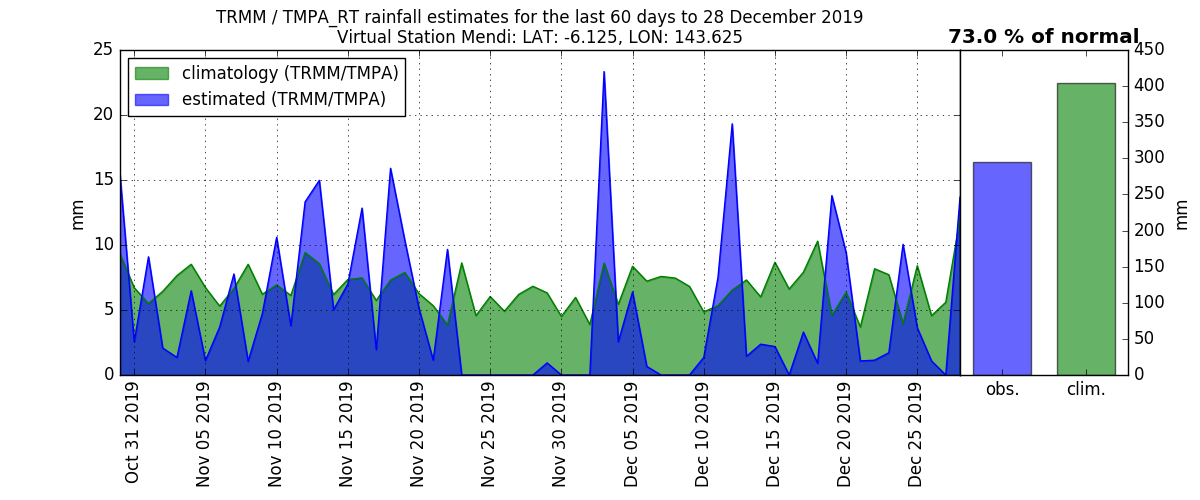 TRMM / TMPA_RT rainfall estimates for the last 60 days to 28 December 2019
Virtual Station Mendi: LAT: -6.125, LON: 143.625
73.0 % of normal
climatology (TRMM/TMPA)
estimated (TRMM/TMPA)
25
20
15
10
5
0
mm
Oct 31 2019
Nov 05 2019
Nov 10 2019
Nov 15 2019
Nov 20 2019
Nov 25 2019
Nov 30 2019
Dec 05 2019
Dec 10 2019
Dec 15 2019
Dec 20 2019
Dec 25 2019
obs.
clim.
450
400
350
300
250
200
150
100
50
0
mm